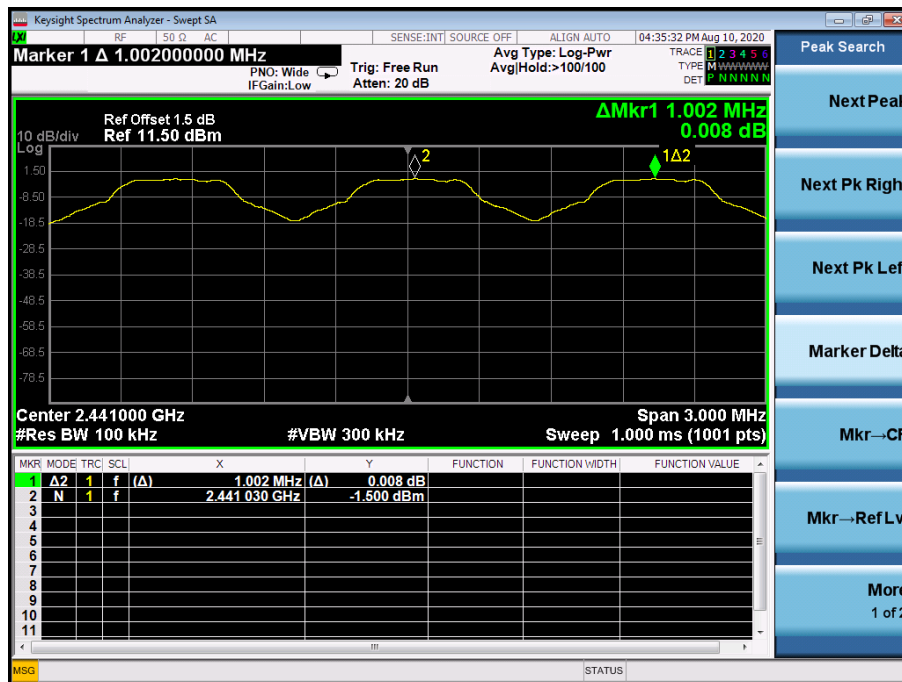 Keysight Spectrum Analyzer - Swept SA
LXI RF 50 Ω AC SENSE:INT SOURCE OFF ALIGN AUTO 04:35:32 PM Aug 10, 2020
Marker 1 Δ 1.002000000 MHz
PNO: Wide
IFGain:Low
Trig: Free Run
Atten: 20 dB
Avg Type: Log-Pwr
Avg|Hold:>100/100
TRACE 1 2 3 4 5 6
TYPE M WWWWW
DET P N N N N N
Peak Search
Next Peak
Next Pk Righ
Next Pk Lef
Marker Delta
Mkr→CF
Mkr→Ref Lv
More
1 of 2
ΔMkr1 1.002 MHz
0.008 dB
Ref Offset 1.5 dB
10 dB/div Ref 11.50 dBm
Log
2
1Δ2
1.50
-8.50
-18.5
-28.5
-38.5
-48.5
-58.5
-68.5
-78.5
Center 2.441000 GHz Span 3.000 MHz
#Res BW 100 kHz #VBW 300 kHz Sweep 1.000 ms (1001 pts)
MKR MODE TRC SCL X Y FUNCTION FUNCTION WIDTH FUNCTION VALUE
1 Δ2 1 f (Δ) 1.002 MHz (Δ) 0.008 dB
2 N 1 f 2.441 030 GHz -1.500 dBm
3
4
5
6
7
8
9
10
11
MSG STATUS